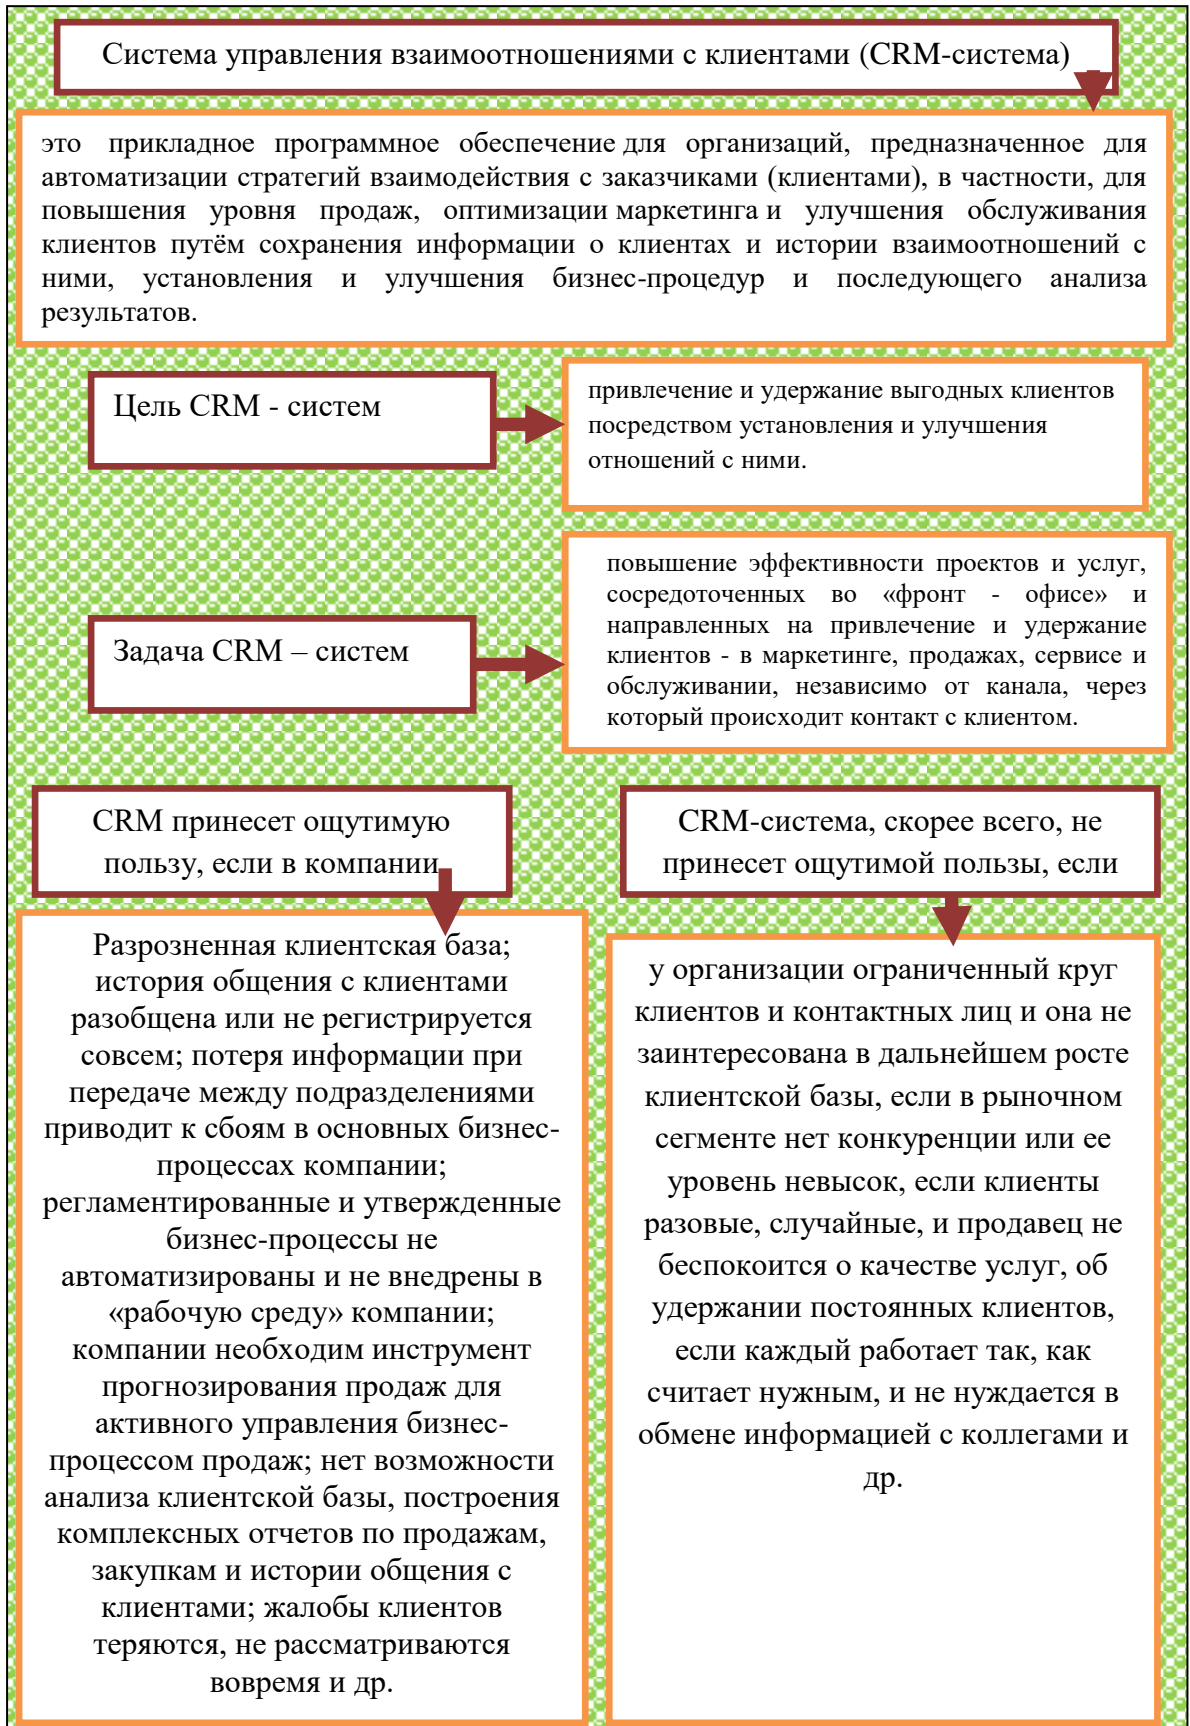 Система управления взаимоотношениями с клиентами (CRM-система)
это прикладное программное обеспечение для организаций, предназначенное для
автоматизации стратегий взаимодействия с заказчиками (клиентами), в частности, для
повышения уровня продаж, оптимизации маркетинга и улучшения обслуживания
клиентов путём сохранения информации о клиентах и истории взаимоотношений с
ними, установления и улучшения бизнес-процедур и последующего анализа
результатов.
Цель CRM - систем
привлечение и удержание выгодных клиентов
посредством установления и улучшения
отношений с ними.
Задача CRM – систем
повышение эффективности проектов и услуг,
сосредоточенных во «фронт - офисе» и
направленных на привлечение и удержание
клиентов - в маркетинге, продажах, сервисе и
обслуживании, независимо от канала, через
который происходит контакт с клиентом.
CRM принесет ощутимую
пользу, если в компании
Разрозненная клиентская база;
история общения с клиентами
разобщена или не регистрируется
совсем; потеря информации при
передаче между подразделениями
приводит к сбоям в основных бизнес-
процессах компании;
регламентированные и утвержденные
бизнес-процессы не
автоматизированы и не внедрены в
«рабочую среду» компании;
компании необходим инструмент
прогнозирования продаж для
активного управления бизнес-
процессом продаж; нет возможности
анализа клиентской базы, построения
комплексных отчетов по продажам,
закупкам и истории общения с
клиентами; жалобы клиентов
теряются, не рассматриваются
вовремя и др.
CRM-система, скорее всего, не
принесет ощутимой пользы, если
у организации ограниченный круг
клиентов и контактных лиц и она не
заинтересована в дальнейшем росте
клиентской базы, если в рыночном
сегменте нет конкуренции или ее
уровень невысок, если клиенты
разовые, случайные, и продавец не
беспокоится о качестве услуг, об
удержании постоянных клиентов,
если каждый работает так, как
считает нужным, и не нуждается в
обмене информацией с коллегами и
др.